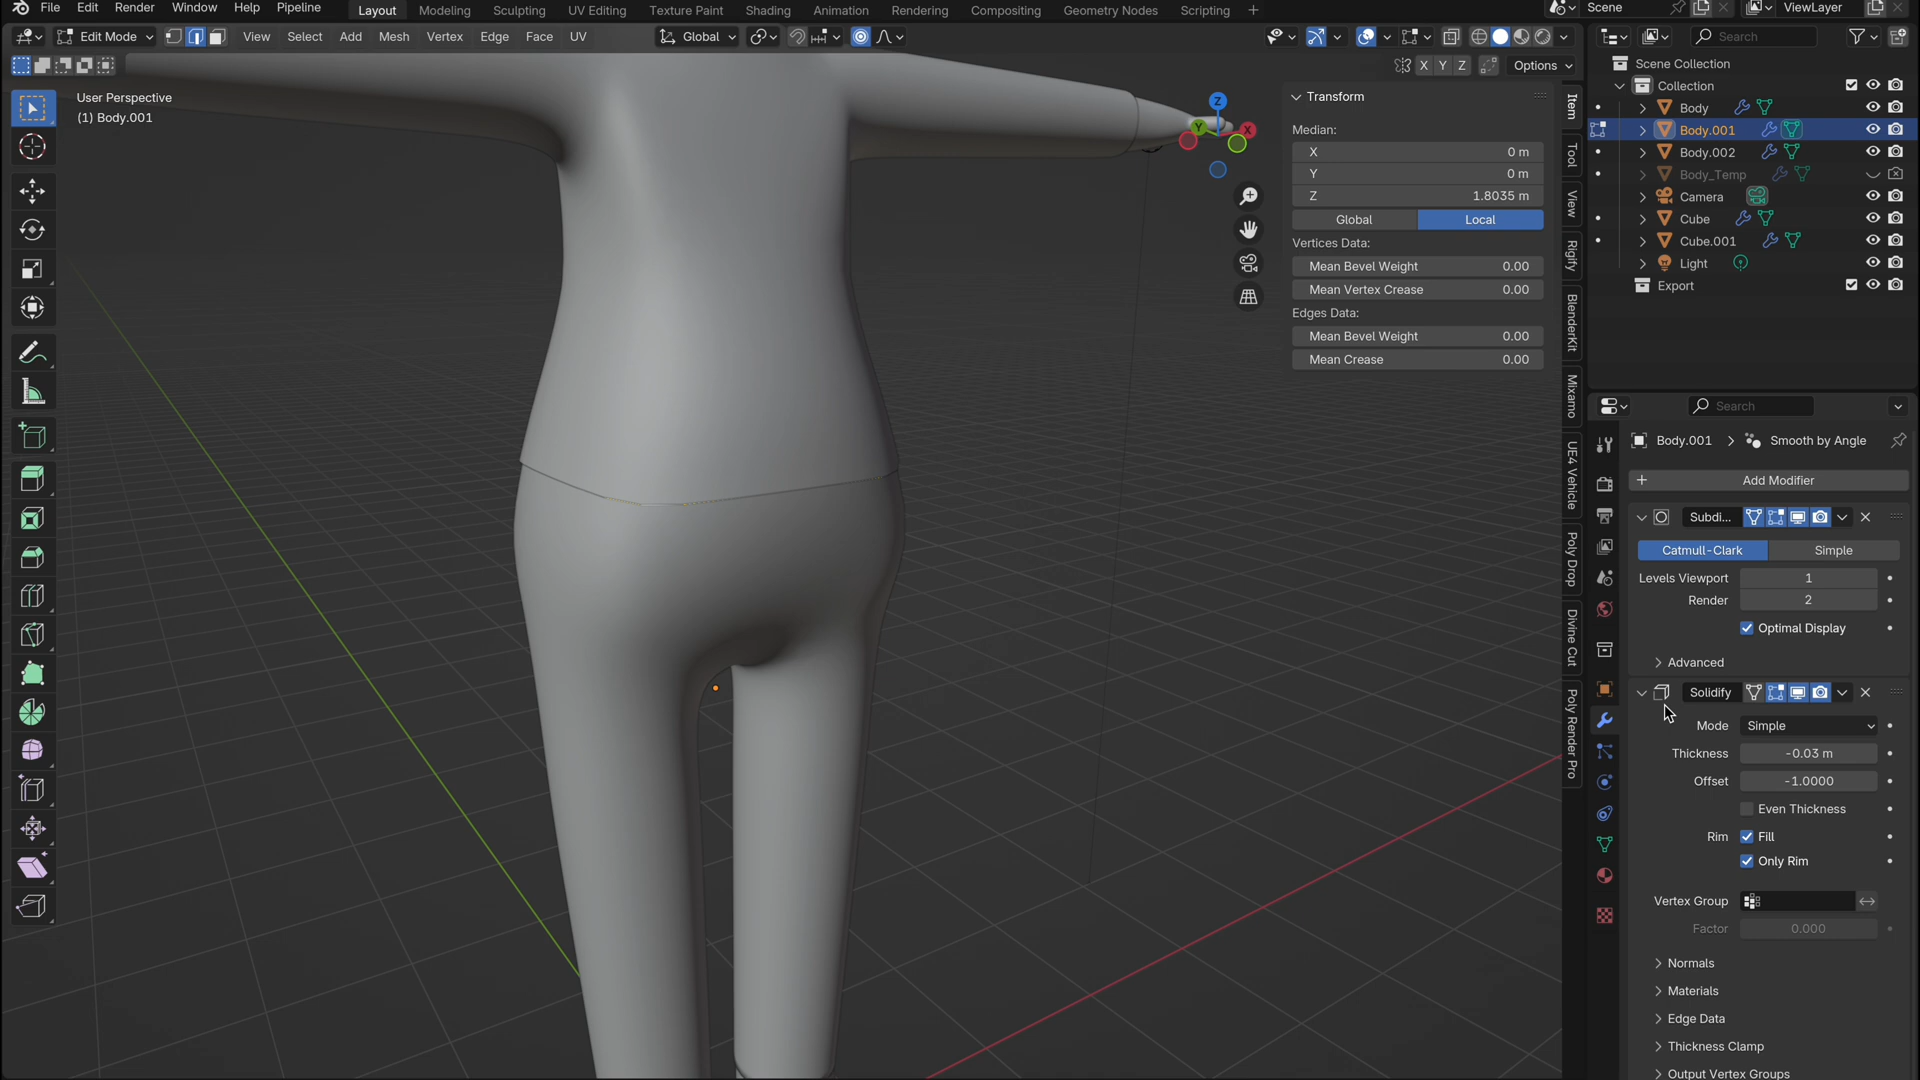 File Edit Render Window Help Pipeline Layout Modeling Sculpting UV Editing Texture Paint Shading Animation Rendering Compositing Geometry Nodes Scripting + Scene ViewLayer
Edit Mode View Select Add Mesh Vertex Edge Face UV Global Search
X Y Z Options
User Perspective
(1) Body.001
Z
Y
X
Transform
Median:
X 0 m
Y 0 m
Z 1.8035 m
Global Local
Vertices Data:
Mean Bevel Weight 0.00
Mean Vertex Crease 0.00
Edges Data:
Mean Bevel Weight 0.00
Mean Crease 0.00
Item
Tool
View
Rigify
BlenderKit
Mixamo
UE4 Vehicle
Poly Drop
Divine Cut
Poly Render Pro
Scene Collection
Collection
Body
Body.001
Body.002
Body_Temp
Camera
Cube
Cube.001
Light
Export
Search
Body.001 > Smooth by Angle
+ Add Modifier
Subdi...
Catmull-Clark Simple
Levels Viewport 1
Render 2
Optimal Display
Advanced
Solidify
Mode Simple
Thickness -0.03 m
Offset -1.0000
Even Thickness
Rim Fill
Only Rim
Vertex Group
Factor 0.000
Normals
Materials
Edge Data
Thickness Clamp
Output Vertex Groups